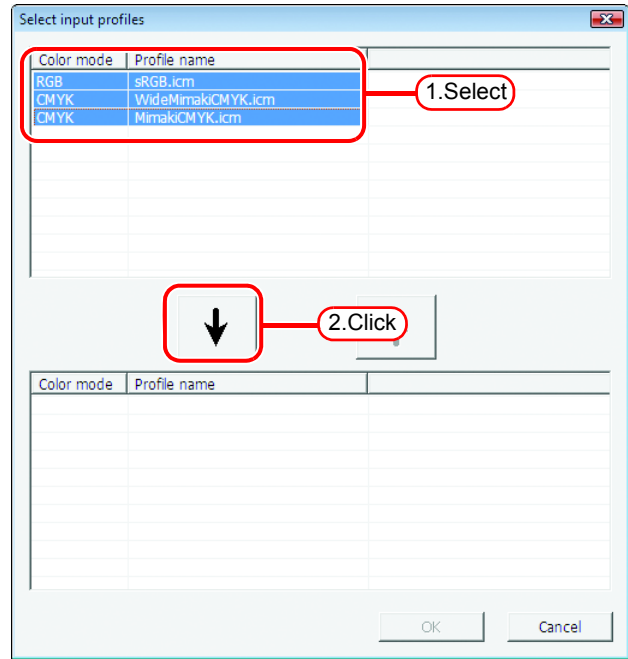 Select input profiles
Color mode Profile name
RGB sRGB.icm
CMYK WideMimakiCMYK.icm
CMYK MimakiCMYK.icm
1.Select
2.Click
Color mode Profile name
OK Cancel